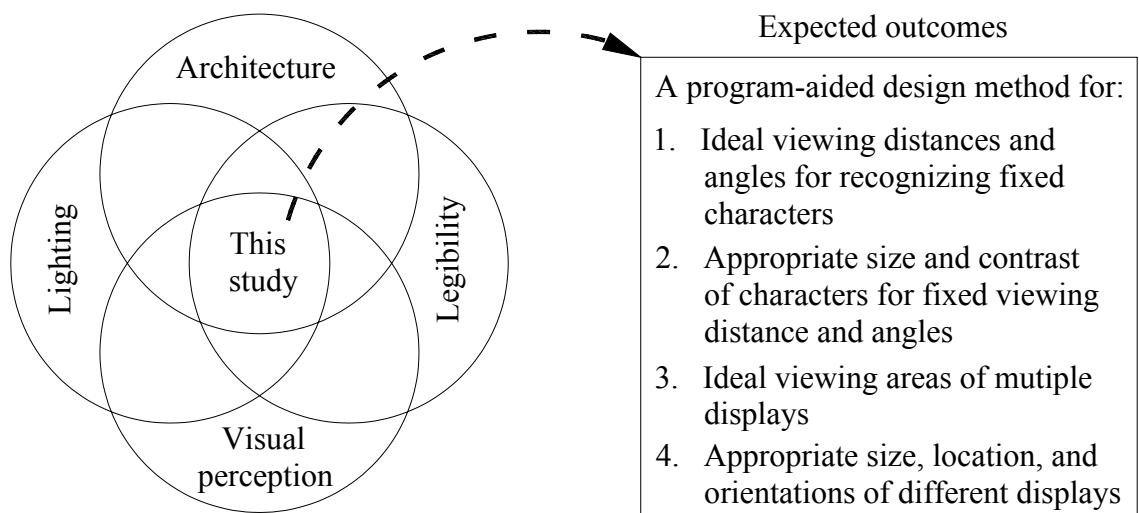 Architecture
Lighting
This
study
Legibility
Visual
perception
Expected outcomes
A program-aided design method for:
1. Ideal viewing distances and
angles for recognizing fixed
characters
2. Appropriate size and contrast
of characters for fixed viewing
distance and angles
3. Ideal viewing areas of mutiple
displays
4. Appropriate size, location, and
orientations of different displays